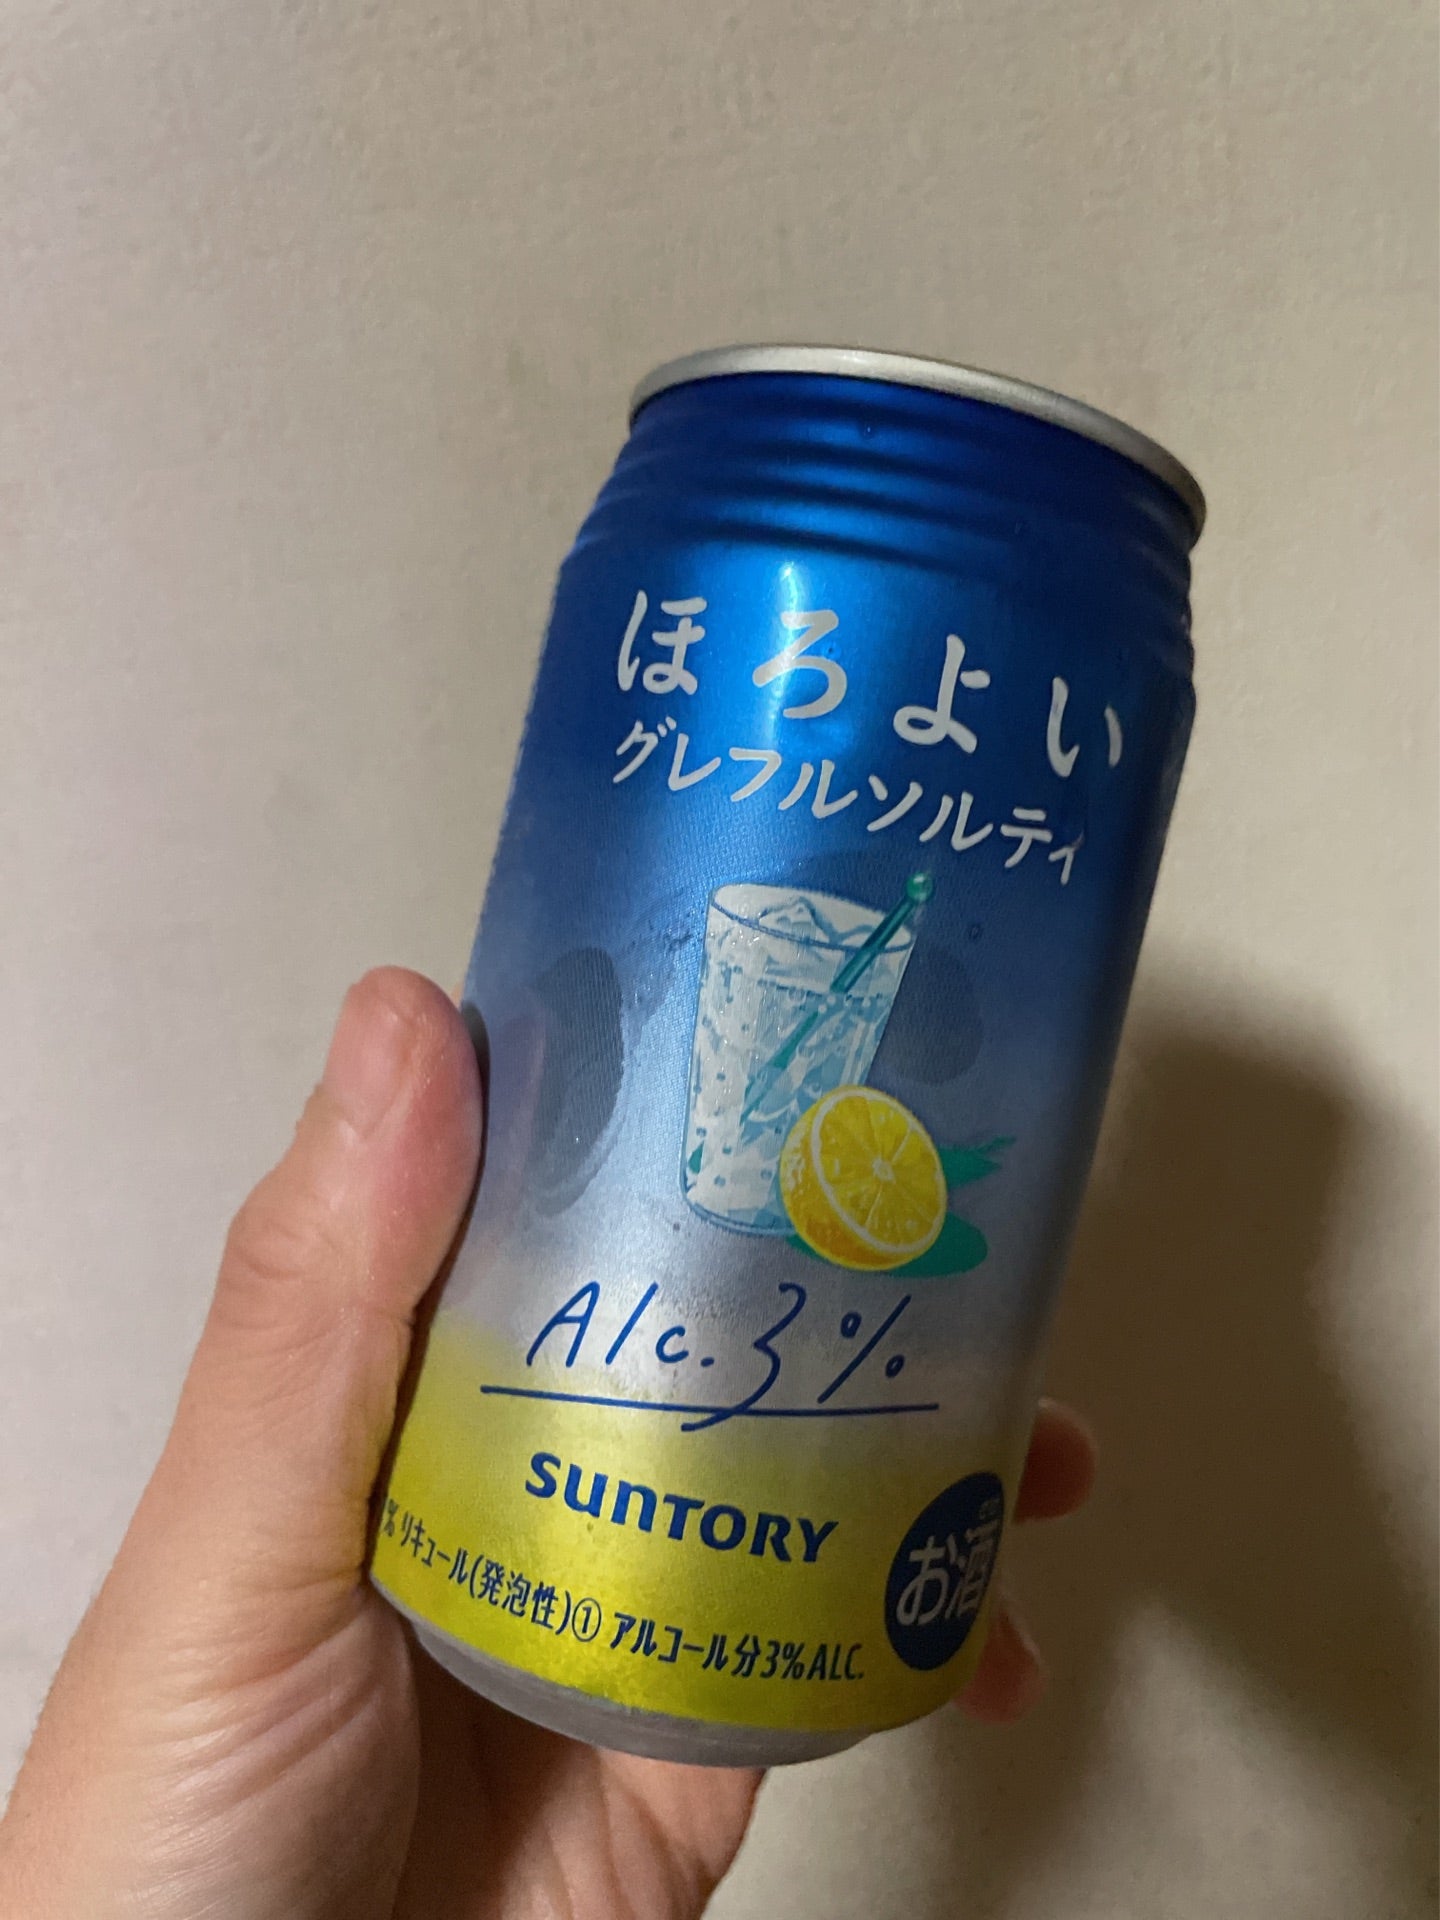 ほろよい
グレフルソルティ
Alc.3%
SUNTORY
% リキュール(発泡性)① アルコール分3%ALC.
お酒